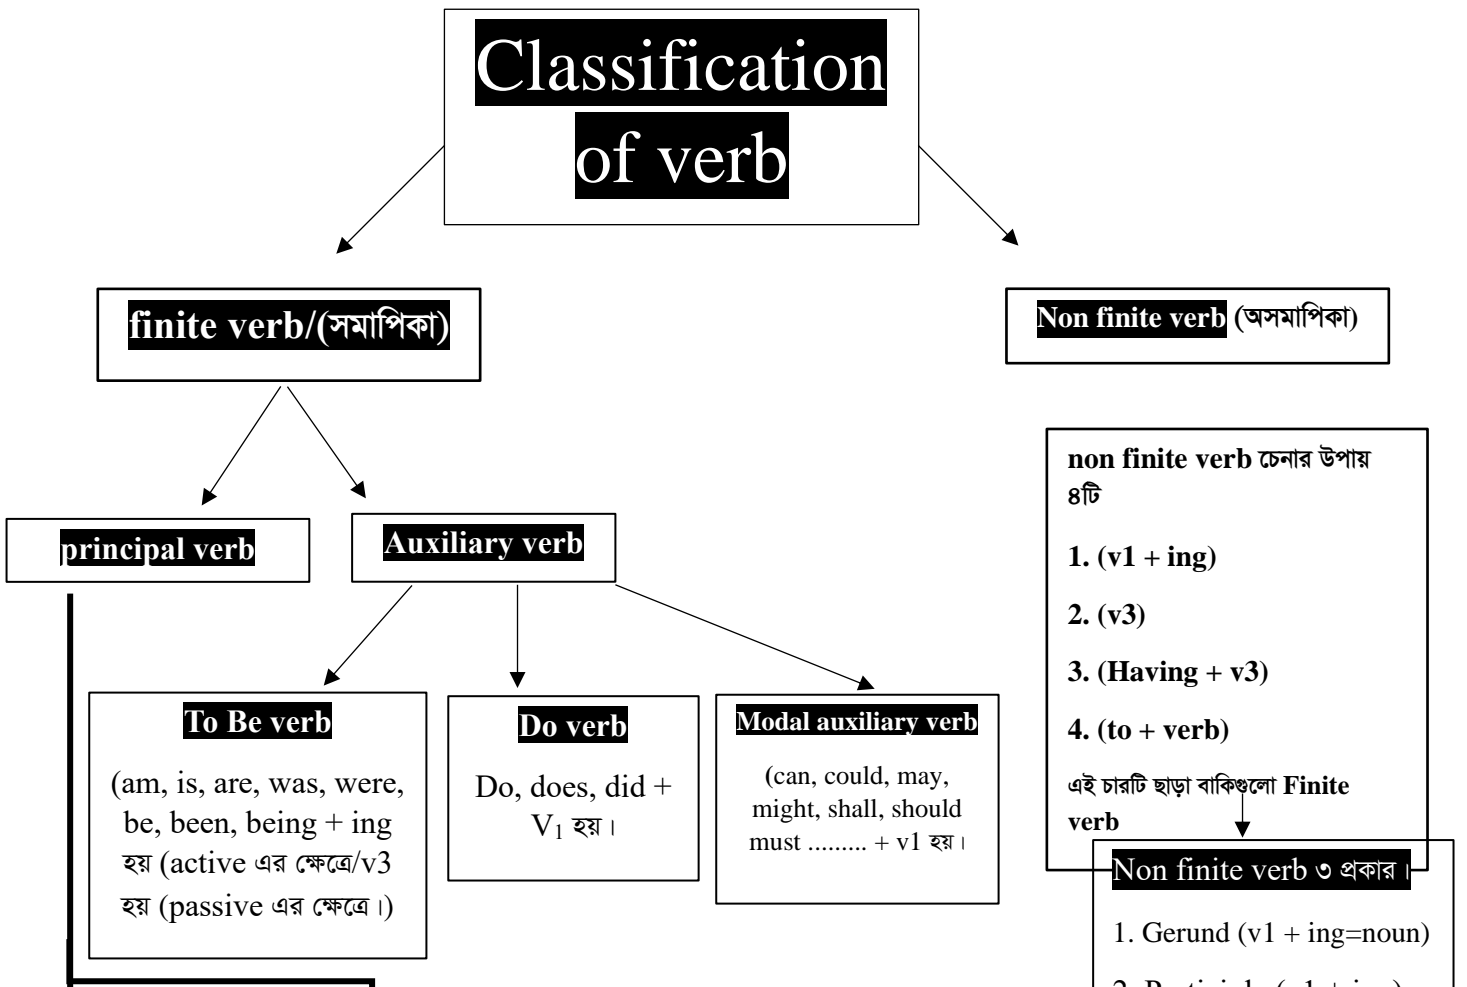 Classification
of verb
finite verb/(সমাপিকা)
Non finite verb (অসমাপিকা)
principal verb
Auxiliary verb
To Be verb
(am, is, are, was, were,
be, been, being + ing
হয় (active এর ক্ষেত্রে/v3
হয় (passive এর ক্ষেত্রে।)
Do verb
Do, does, did +
V1 হয়।
Modal auxiliary verb
(can, could, may,
might, shall, should
must ......... + v1 হয়।
non finite verb চেনার উপায়
৪টি
1. (v1 + ing)
2. (v3)
3. (Having + v3)
4. (to + verb)
এই চারটি ছাড়া বাকিগুলো Finite
verb
Non finite verb ৩ প্রকার।
1. Gerund (v1 + ing=noun)